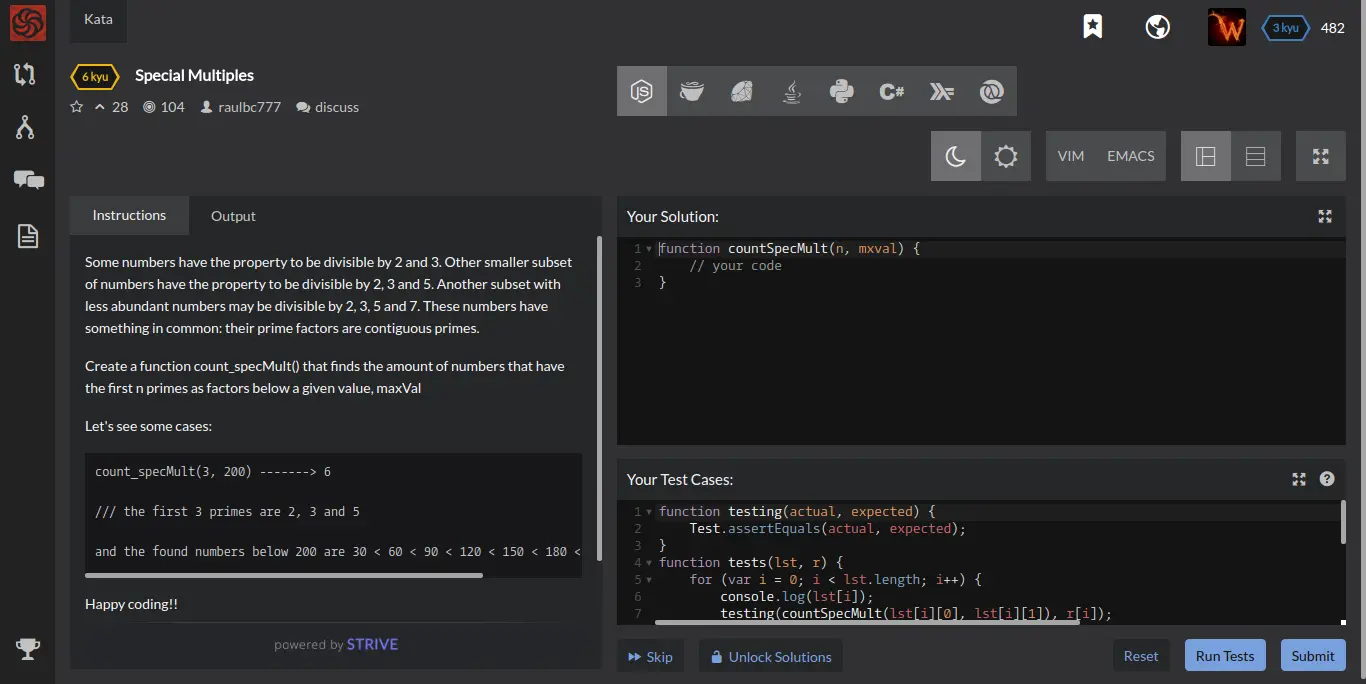 Kata
3 kyu 482
6 kyu Special Multiples
28 104 raulbc777 discuss
JS C#
VIM EMACS
Instructions Output
Some numbers have the property to be divisible by 2 and 3. Other smaller subset
of numbers have the property to be divisible by 2, 3 and 5. Another subset with
less abundant numbers may be divisible by 2, 3, 5 and 7. These numbers have
something in common: their prime factors are contiguous primes.
Create a function count_specMult() that finds the amount of numbers that have
the first n primes as factors below a given value, maxVal
Let's see some cases:
count_specMult(3, 200) -------> 6
/// the first 3 primes are 2, 3 and 5
and the found numbers below 200 are 30 < 60 < 90 < 120 < 150 < 180 <
Happy coding!!
powered by STRIVE
Your Solution:
1 function countSpecMult(n, mxval) {
2 // your code
3 }
Your Test Cases:
1 function testing(actual, expected) {
2 Test.assertEquals(actual, expected);
3 }
4 function tests(lst, r) {
5 for (var i = 0; i < lst.length; i++) {
6 console.log(lst[i]);
7 testing(countSpecMult(lst[i][0], lst[i][1]), r[i]);
Skip Unlock Solutions Reset Run Tests Submit